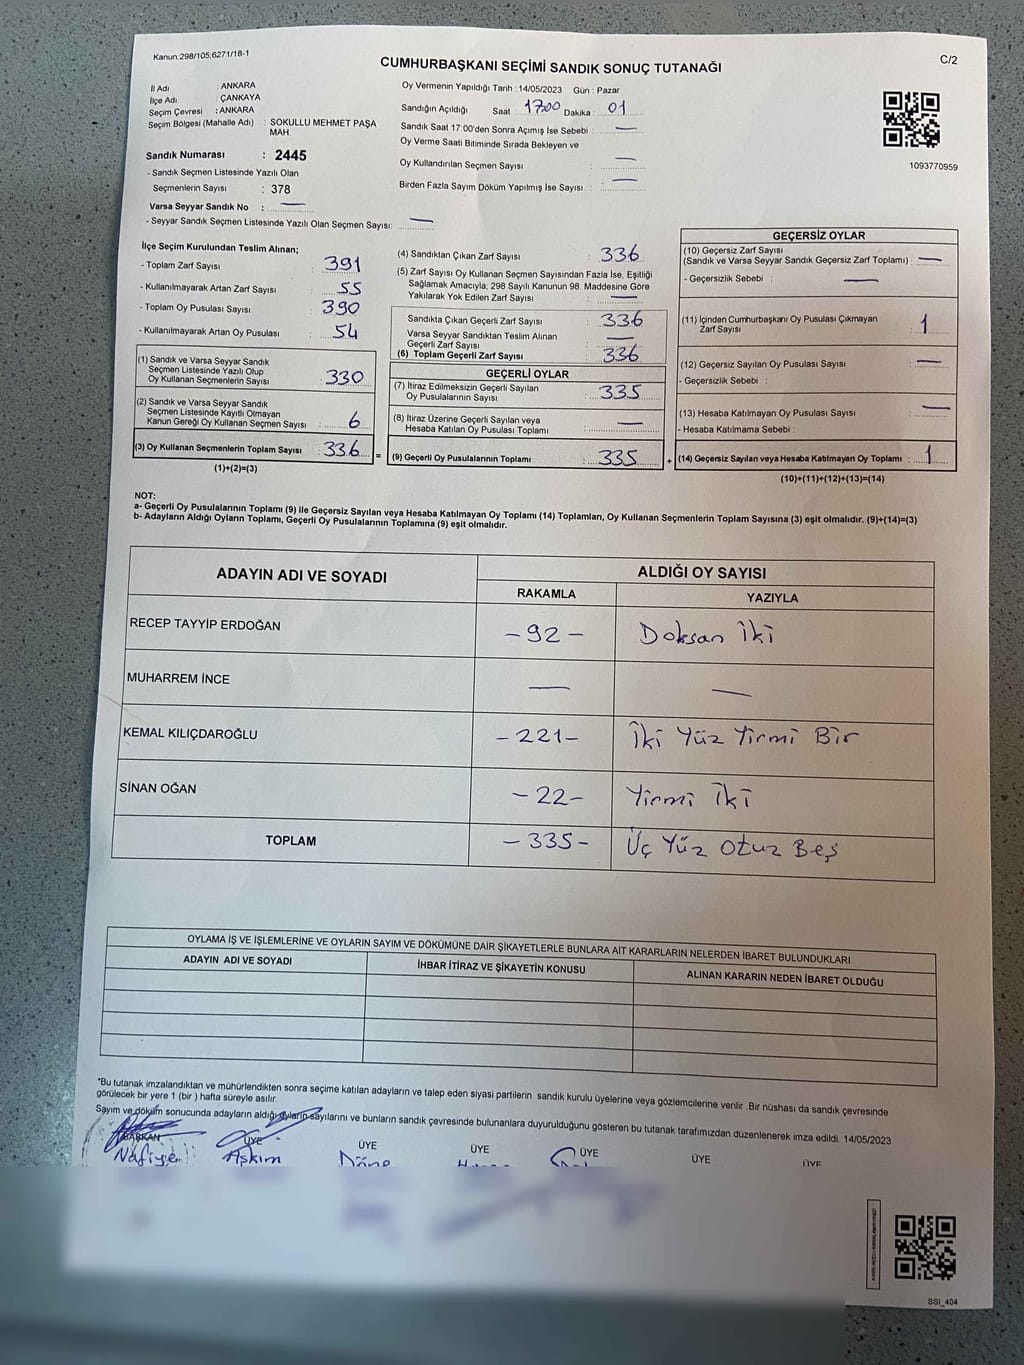 Kanun:298/105;6271/18-1
CUMHURBAŞKANI SEÇİMİ SANDIK SONUÇ TUTANAĞI
C/2
İl Adı : ANKARA
İlçe Adı : ÇANKAYA
Seçim Çevresi : ANKARA
Seçim Bölgesi (Mahalle Adı) : SOKULLU MEHMET PAŞA
MAH.
Sandık Numarası : 2445
- Sandık Seçmen Listesinde Yazılı Olan
Seçmenlerin Sayısı : 378
Varsa Seyyar Sandık No : —
- Seyyar Sandık Seçmen Listesinde Yazılı Olan Seçmen Sayısı: —
Oy Vermenin Yapıldığı Tarih : 14/05/2023 Gün : Pazar
Sandığın Açıldığı Saat 17:00 Dakika : 01
Sandık Saat 17:00'den Sonra Açımış İse Sebebi : —
Oy Verme Saati Bitiminde Sırada Bekleyen ve
Oy Kullandırılan Seçmen Sayısı : —
Birden Fazla Sayım Döküm Yapılmış İse Sayısı : —
1093770959
İlçe Seçim Kurulundan Teslim Alınan;
- Toplam Zarf Sayısı : 391
- Kullanılmayarak Artan Zarf Sayısı : 55
- Toplam Oy Pusulası Sayısı : 390
- Kullanılmayarak Artan Oy Pusulası : 54
(1) Sandık ve Varsa Seyyar Sandık
Seçmen Listesinde Yazılı Olup
Oy Kullanan Seçmenlerin Sayısı : 330
(2) Sandık ve Varsa Seyyar Sandık
Seçmen Listesinde Kayıtlı Olmayan
Kanun Gereği Oy Kullanan Seçmen Sayısı : 6
(3) Oy Kullanan Seçmenlerin Toplam Sayısı : 336
(1)+(2)=(3)
(4) Sandıktan Çıkan Zarf Sayısı : 336
(5) Zarf Sayısı Oy Kullanan Seçmen Sayısından Fazla İse, Eşitliği
Sağlamak Amacıyla; 298 Sayılı Kanunun 98. Maddesine Göre
Yakılarak Yok Edilen Zarf Sayısı : —
Sandıkta Çıkan Geçerli Zarf Sayısı : 336
Varsa Seyyar Sandıktan Teslim Alınan
Geçerli Zarf Sayısı : —
(6) Toplam Geçerli Zarf Sayısı : 336
GEÇERLİ OYLAR
(7) İtiraz Edilmeksizin Geçerli Sayılan
Oy Pusulalarının Sayısı : 335
(8) İtiraz Üzerine Geçerli Sayılan veya
Hesaba Katılan Oy Pusulası Toplamı : —
=
(9) Geçerli Oy Pusulalarının Toplamı : 335
+
GEÇERSİZ OYLAR
(10) Geçersiz Zarf Sayısı
(Sandık ve Varsa Seyyar Sandık Geçersiz Zarf Toplamı) : —
- Geçersizlik Sebebi : —
(11) İçinden Cumhurbaşkanı Oy Pusulası Çıkmayan
Zarf Sayısı : 1
(12) Geçersiz Sayılan Oy Pusulası Sayısı : —
- Geçersizlik Sebebi :
(13) Hesaba Katılmayan Oy Pusulası Sayısı : —
- Hesaba Katılmama Sebebi :
(14) Geçersiz Sayılan veya Hesaba Katılmayan Oy Toplamı : 1
(10)+(11)+(12)+(13)=(14)
NOT:
a- Geçerli Oy Pusulalarının Toplamı (9) ile Geçersiz Sayılan veya Hesaba Katılmayan Oy Toplamı (14) Toplamları, Oy Kullanan Seçmenlerin Toplam Sayısına (3) eşit olmalıdır. (9)+(14)=(3)
b- Adayların Aldığı Oyların Toplamı, Geçerli Oy Pusulalarının Toplamına (9) eşit olmalıdır.
ADAYIN ADI VE SOYADI
ALDIĞI OY SAYISI
RAKAMLA YAZIYLA
RECEP TAYYİP ERDOĞAN -92- Doksan İki
MUHARREM İNCE — —
KEMAL KILIÇDAROĞLU -221- İki Yüz Yirmi Bir
SİNAN OĞAN -22- Yirmi İki
TOPLAM -335- Üç Yüz Otuz Beş
OYLAMA İŞ VE İŞLEMLERİNE VE OYLARIN SAYIM VE DÖKÜMÜNE DAİR ŞİKAYETLERLE BUNLARA AİT KARARLARIN NELERDEN İBARET BULUNDUKLARI
ADAYIN ADI VE SOYADI İHBAR İTİRAZ VE ŞİKAYETİN KONUSU ALINAN KARARIN NEDEN İBARET OLDUĞU
*Bu tutanak imzalandıktan ve mühürlendikten sonra seçime katılan adayların ve talep eden siyasi partilerin sandık kurulu üyelerine veya gözlemcilerine verilir .Bir nüshası da sandık çevresinde
görülecek bir yere 1 (bir ) hafta süreyle asılır.
Sayım ve döküm sonucunda adayların aldığı oyların sayılarını ve bunların sandık çevresinde bulunanlara duyurulduğunu gösteren bu tutanak tarafımızdan düzenlenerek imza edildi. 14/05/2023
BAŞKAN ÜYE ÜYE ÜYE ÜYE ÜYE ÜYE
Nafiye Aşkım Döne
SSI_404